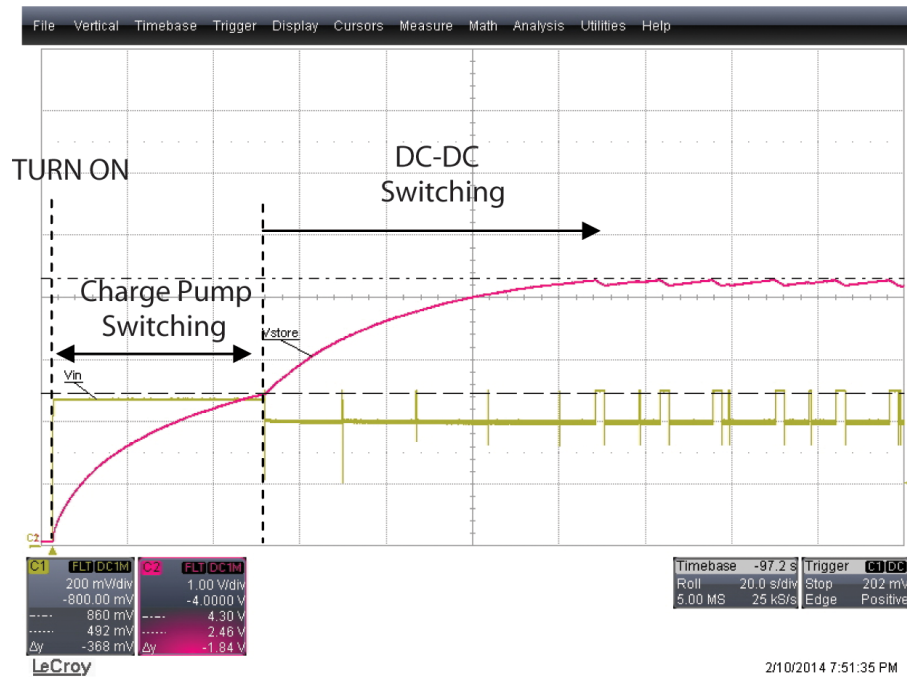 File Vertical Timebase Trigger Display Cursors Measure Math Analysis Utilities Help
TURN ON
DC-DC
Switching
Charge Pump
Switching
Vstore
Vin
C2
C1 FLT DC1M
200 mV/div
-800.00 mV
860 mV
492 mV
Δy -368 mV
C2 FLT DC1M
1.00 V/div
-4.0000 V
4.30 V
2.46 V
Δy -1.84 V
Timebase -97.2 s
Roll 20.0 s/div
5.00 MS 25 kS/s
Trigger C1 DC
Stop 202 mV
Edge Positive
LeCroy
2/10/2014 7:51:35 PM